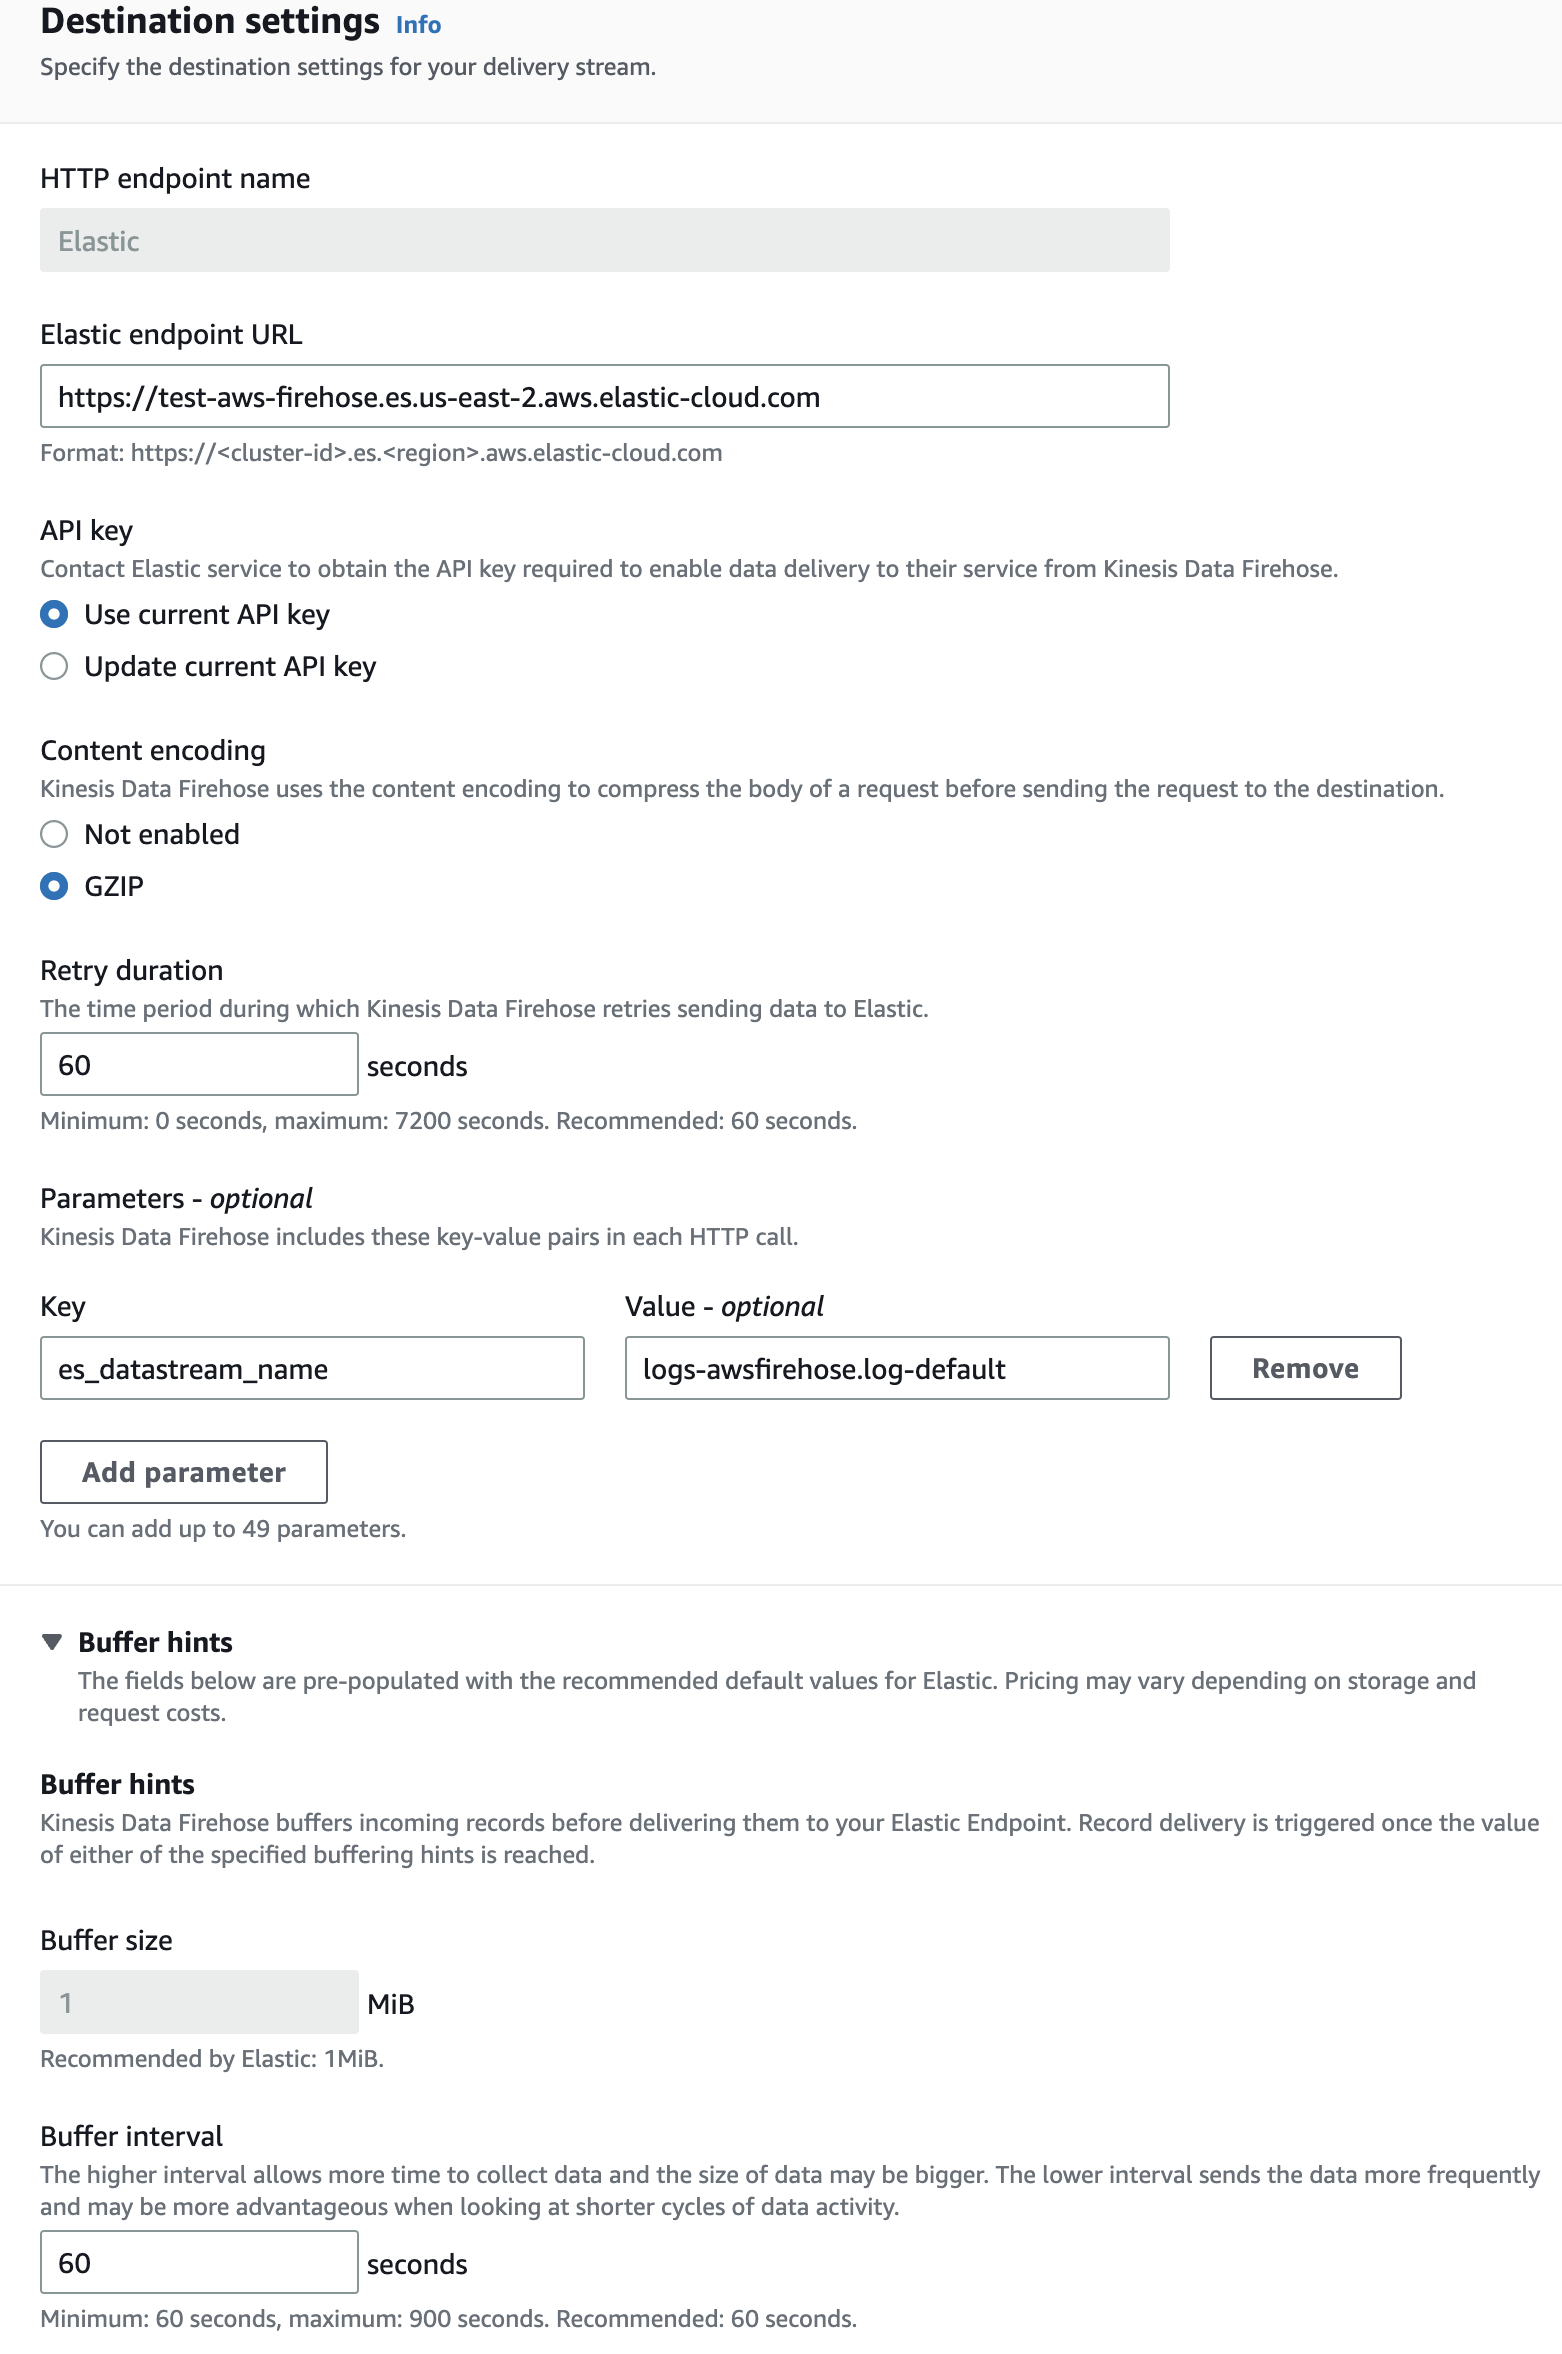 Destination settings Info
Specify the destination settings for your delivery stream.
HTTP endpoint name
Elastic
Elastic endpoint URL
https://test-aws-firehose.es.us-east-2.aws.elastic-cloud.com
Format: https://<cluster-id>.es.<region>.aws.elastic-cloud.com
API key
Contact Elastic service to obtain the API key required to enable data delivery to their service from Kinesis Data Firehose.
Use current API key
Update current API key
Content encoding
Kinesis Data Firehose uses the content encoding to compress the body of a request before sending the request to the destination.
Not enabled
GZIP
Retry duration
The time period during which Kinesis Data Firehose retries sending data to Elastic.
60 seconds
Minimum: 0 seconds, maximum: 7200 seconds. Recommended: 60 seconds.
Parameters - optional
Kinesis Data Firehose includes these key-value pairs in each HTTP call.
Key Value - optional
es_datastream_name logs-awsfirehose.log-default Remove
Add parameter
You can add up to 49 parameters.
Buffer hints
The fields below are pre-populated with the recommended default values for Elastic. Pricing may vary depending on storage and
request costs.
Buffer hints
Kinesis Data Firehose buffers incoming records before delivering them to your Elastic Endpoint. Record delivery is triggered once the value
of either of the specified buffering hints is reached.
Buffer size
1 MiB
Recommended by Elastic: 1MiB.
Buffer interval
The higher interval allows more time to collect data and the size of data may be bigger. The lower interval sends the data more frequently
and may be more advantageous when looking at shorter cycles of data activity.
60 seconds
Minimum: 60 seconds, maximum: 900 seconds. Recommended: 60 seconds.